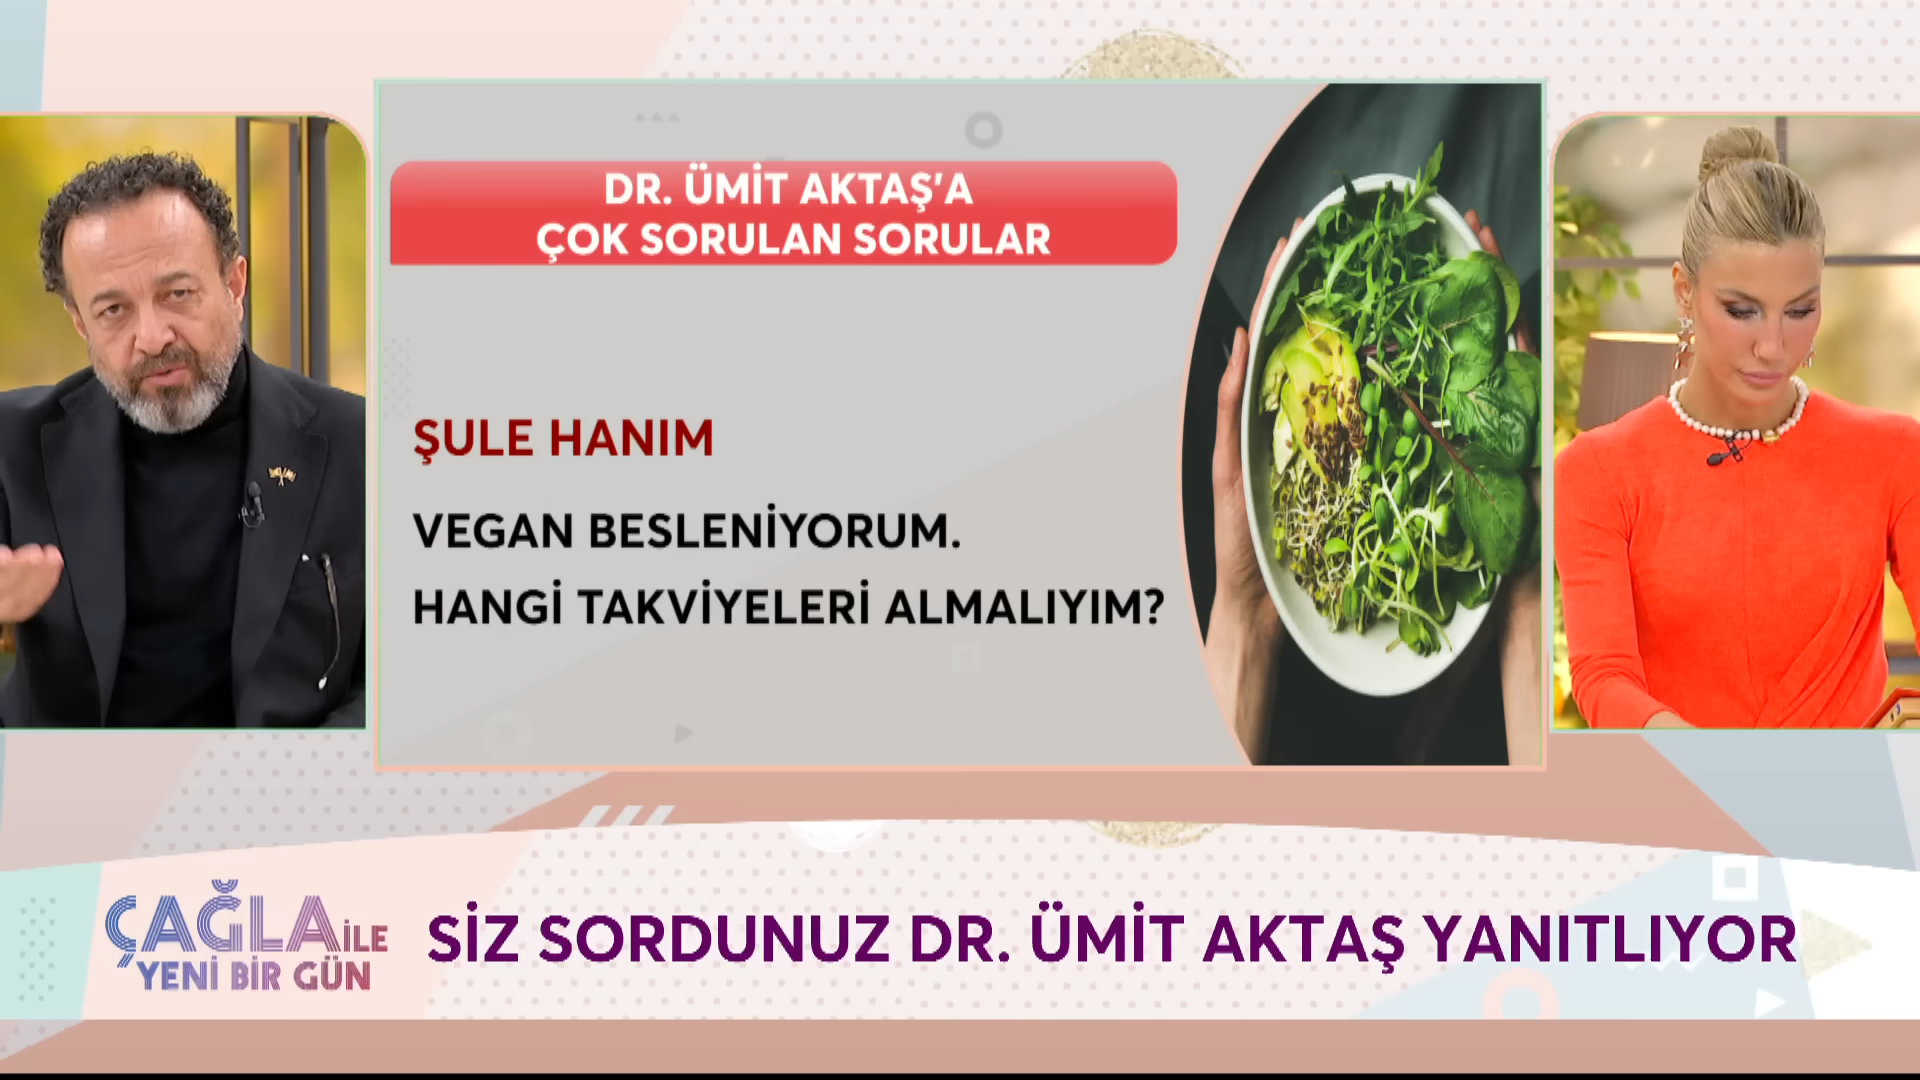 DR. ÜMİT AKTAŞ'A
ÇOK SORULAN SORULAR
ŞULE HANIM
VEGAN BESLENİYORUM.
HANGİ TAKVİYELERİ ALMALIYIM?
ÇAĞLA İLE
YENİ BİR GÜN
SİZ SORDUNUZ DR. ÜMİT AKTAŞ YANITLIYOR